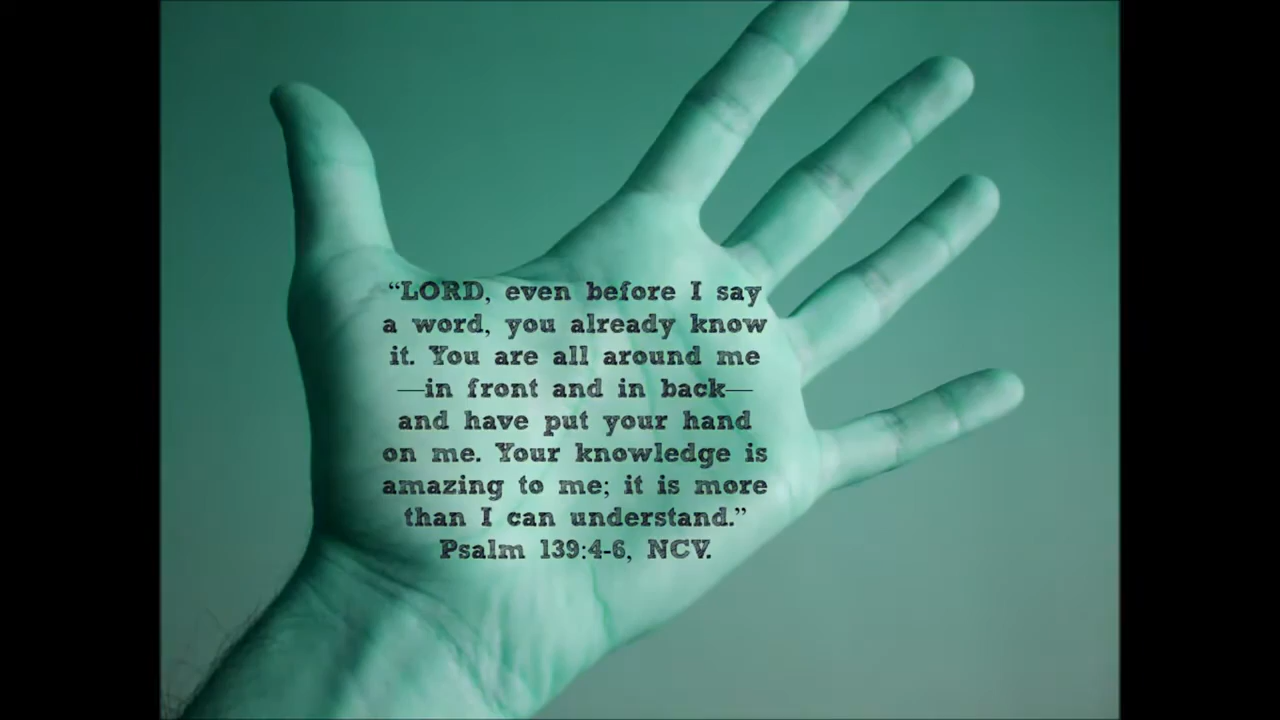 “LORD, even before I say
a word, you already know
it. You are all around me
—in front and in back—
and have put your hand
on me. Your knowledge is
amazing to me; it is more
than I can understand.”
Psalm 139:4-6, NCV.